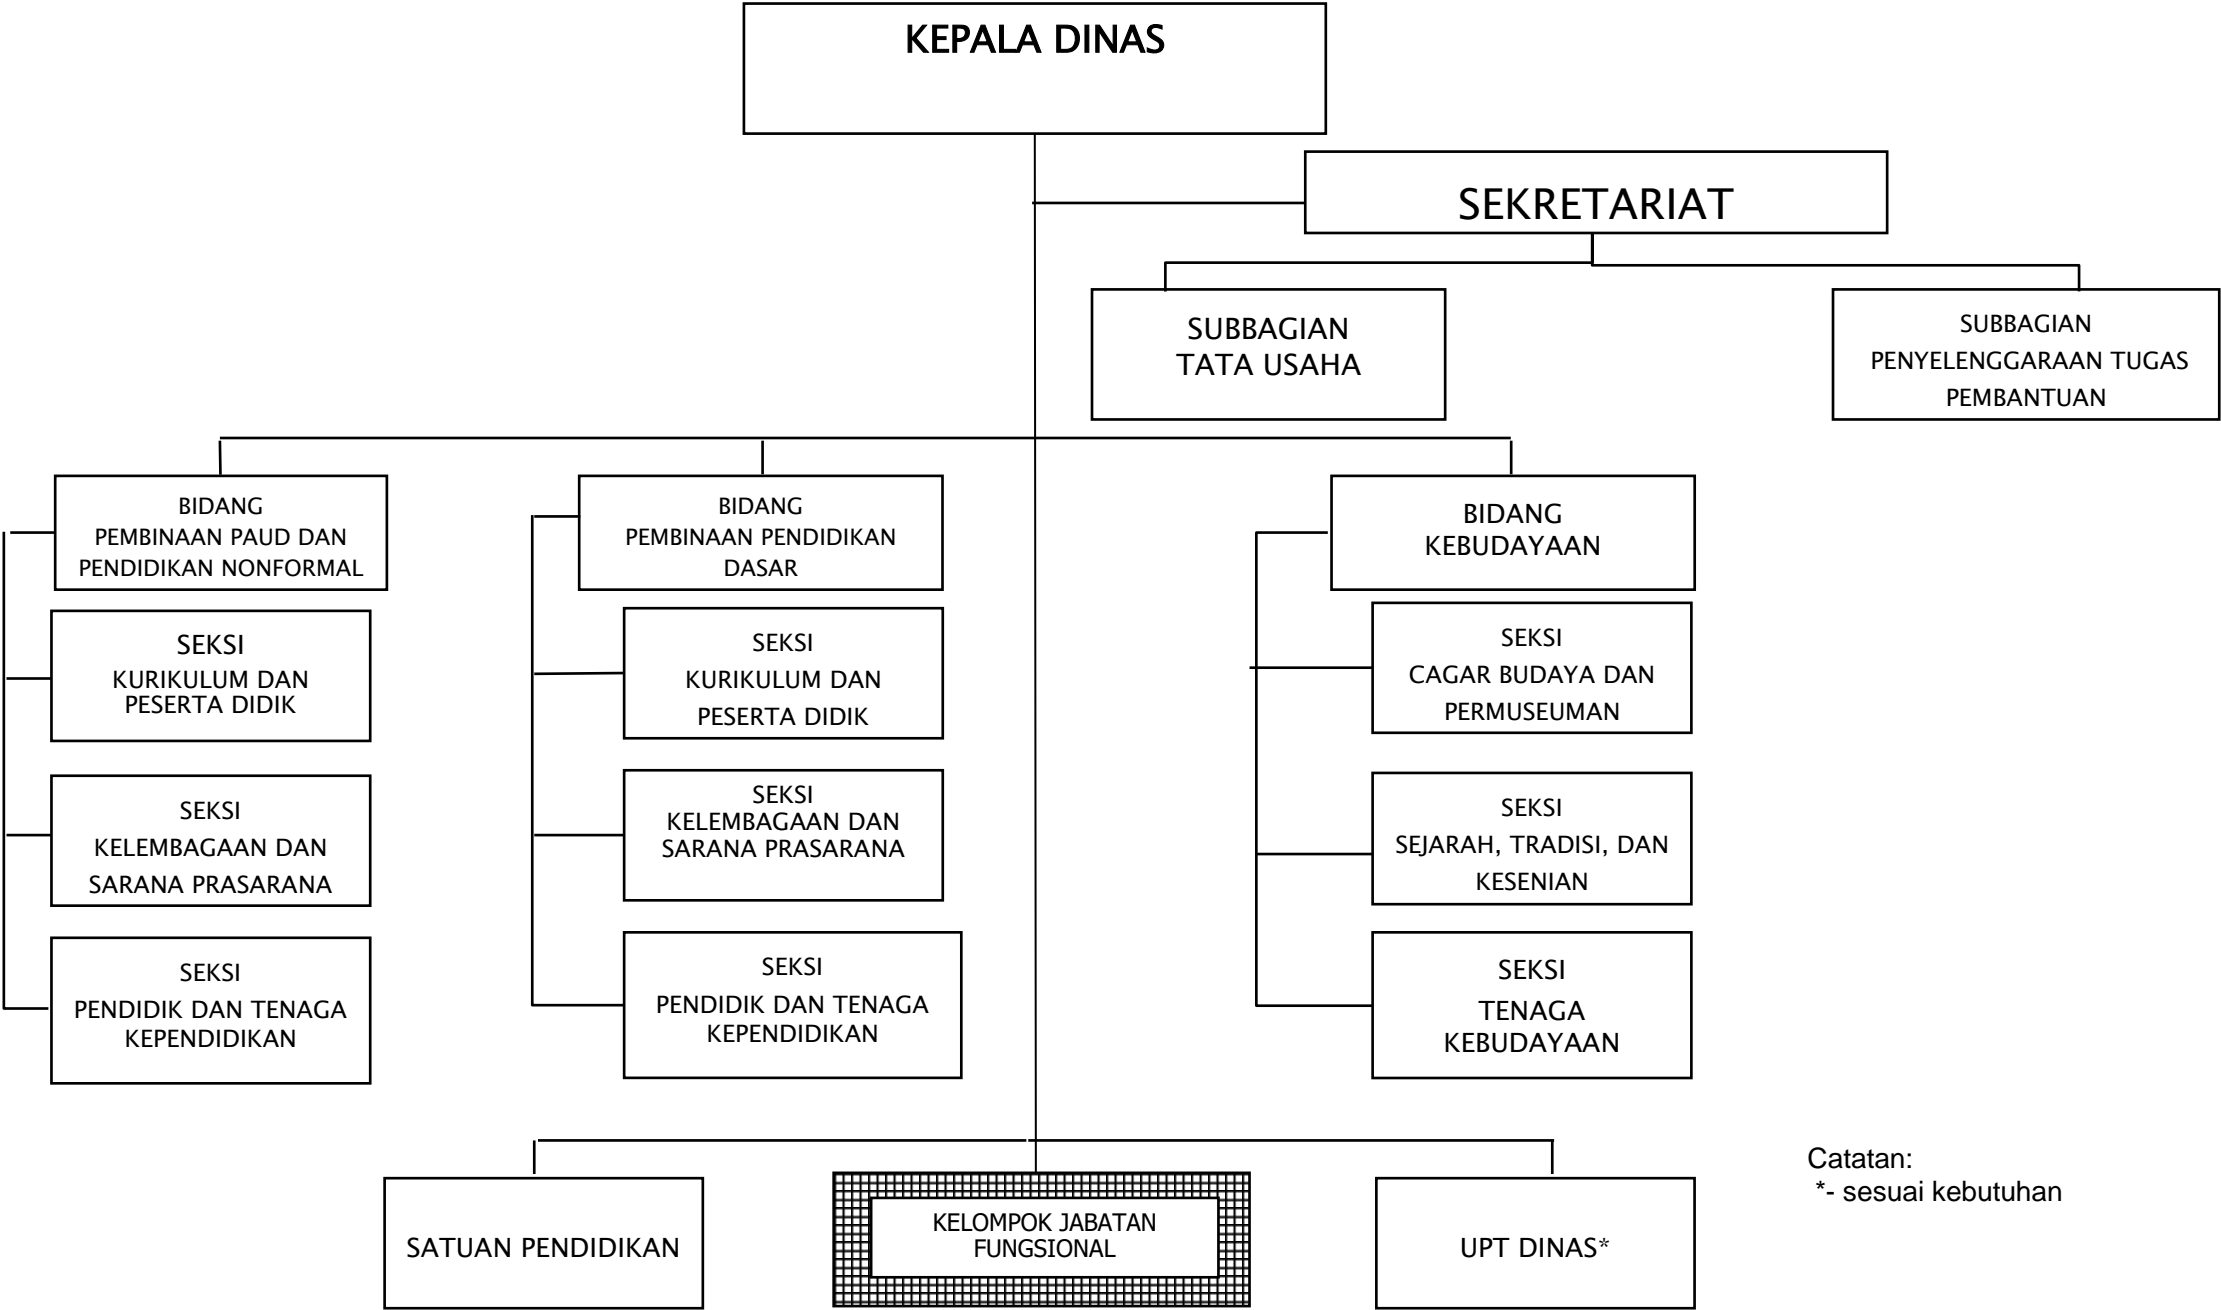 KEPALA DINAS
SEKRETARIAT
SUBBAGIAN
TATA USAHA
SUBBAGIAN
PENYELENGGARAAN TUGAS
PEMBANTUAN
BIDANG
PEMBINAAN PAUD DAN
PENDIDIKAN NONFORMAL
SEKSI
KURIKULUM DAN
PESERTA DIDIK
SEKSI
KELEMBAGAAN DAN
SARANA PRASARANA
SEKSI
PENDIDIK DAN TENAGA
KEPENDIDIKAN
BIDANG
PEMBINAAN PENDIDIKAN
DASAR
SEKSI
KURIKULUM DAN
PESERTA DIDIK
SEKSI
KELEMBAGAAN DAN
SARANA PRASARANA
SEKSI
PENDIDIK DAN TENAGA
KEPENDIDIKAN
BIDANG
KEBUDAYAAN
SEKSI
CAGAR BUDAYA DAN
PERMUSEUMAN
SEKSI
SEJARAH, TRADISI, DAN
KESENIAN
SEKSI
TENAGA
KEBUDAYAAN
SATUAN PENDIDIKAN
KELOMPOK JABATAN
FUNGSIONAL
UPT DINAS*
Catatan:
*- sesuai kebutuhan